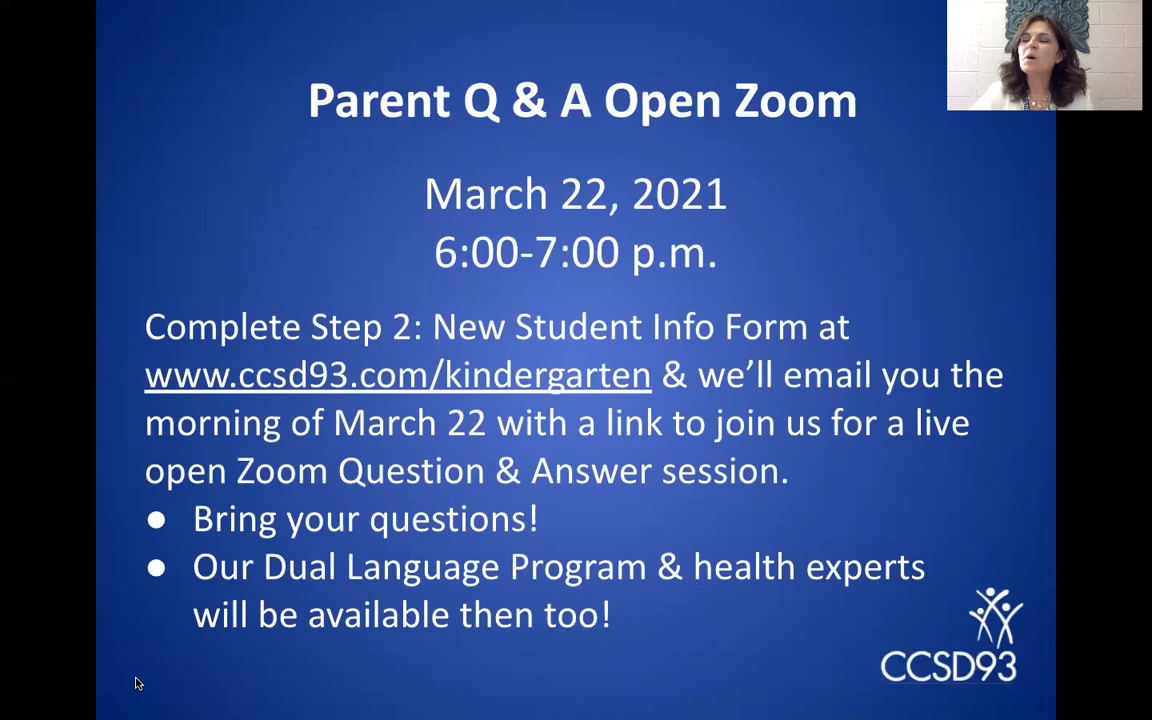 Parent Q & A Open Zoom
March 22, 2021
6:00-7:00 p.m.
Complete Step 2: New Student Info Form at
www.ccsd93.com/kindergarten & we’ll email you the
morning of March 22 with a link to join us for a live
open Zoom Question & Answer session.
● Bring your questions!
● Our Dual Language Program & health experts
will be available then too!
CCSD93